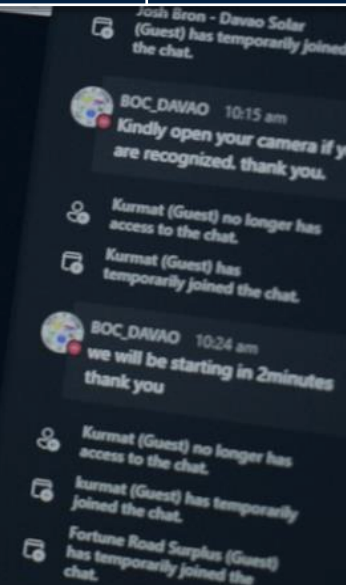 Josh Bron - Davao Solar
(Guest) has temporarily joined
the chat.
BOC_DAVAO 10:15 am
Kindly open your camera if y
are recognized. thank you.
Kurmat (Guest) no longer has
access to the chat.
Kurmat (Guest) has
temporarily joined the chat.
BOC_DAVAO 10:24 am
we will be starting in 2minutes
thank you
Kurmat (Guest) no longer has
access to the chat.
kurmat (Guest) has temporarily
joined the chat.
Fortune Road Surplus (Guest)
has temporarily joined the
chat.